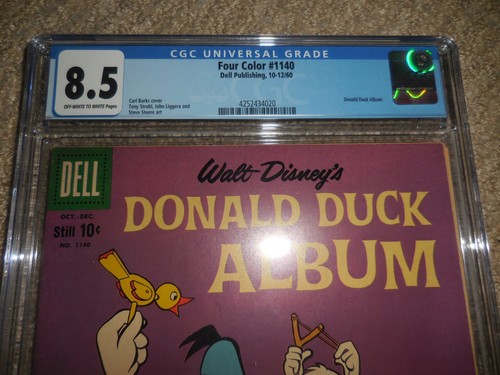 CGC UNIVERSAL GRADE
8.5
OFF-WHITE TO WHITE Pages
Four Color #1140
Dell Publishing, 10-12/60
Carl Barks cover
Tony Strobl, John Liggera and
Steve Steere art
Donald Duck Album
4252434020
DELL
OCT.-DEC.
Still 10¢
NO. 1140
Walt Disney's
DONALD DUCK
ALBUM